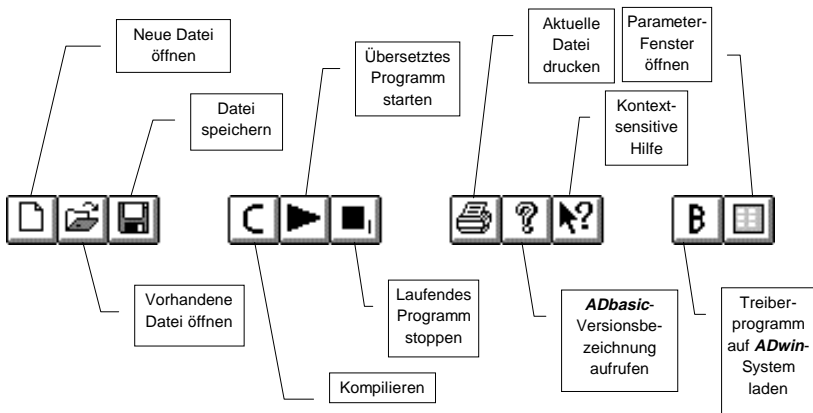 Neue Datei
öffnen
Datei
speichern
Übersetztes
Programm
starten
Aktuelle
Datei
drucken
Parameter-
Fenster
öffnen
Kontext-
sensitive
Hilfe
C
?
?
B
Vorhandene
Datei öffnen
Kompilieren
Laufendes
Programm
stoppen
ADbasic-
Versionsbe-
zeichnung
aufrufen
Treiber-
programm
auf ADwin-
System
laden